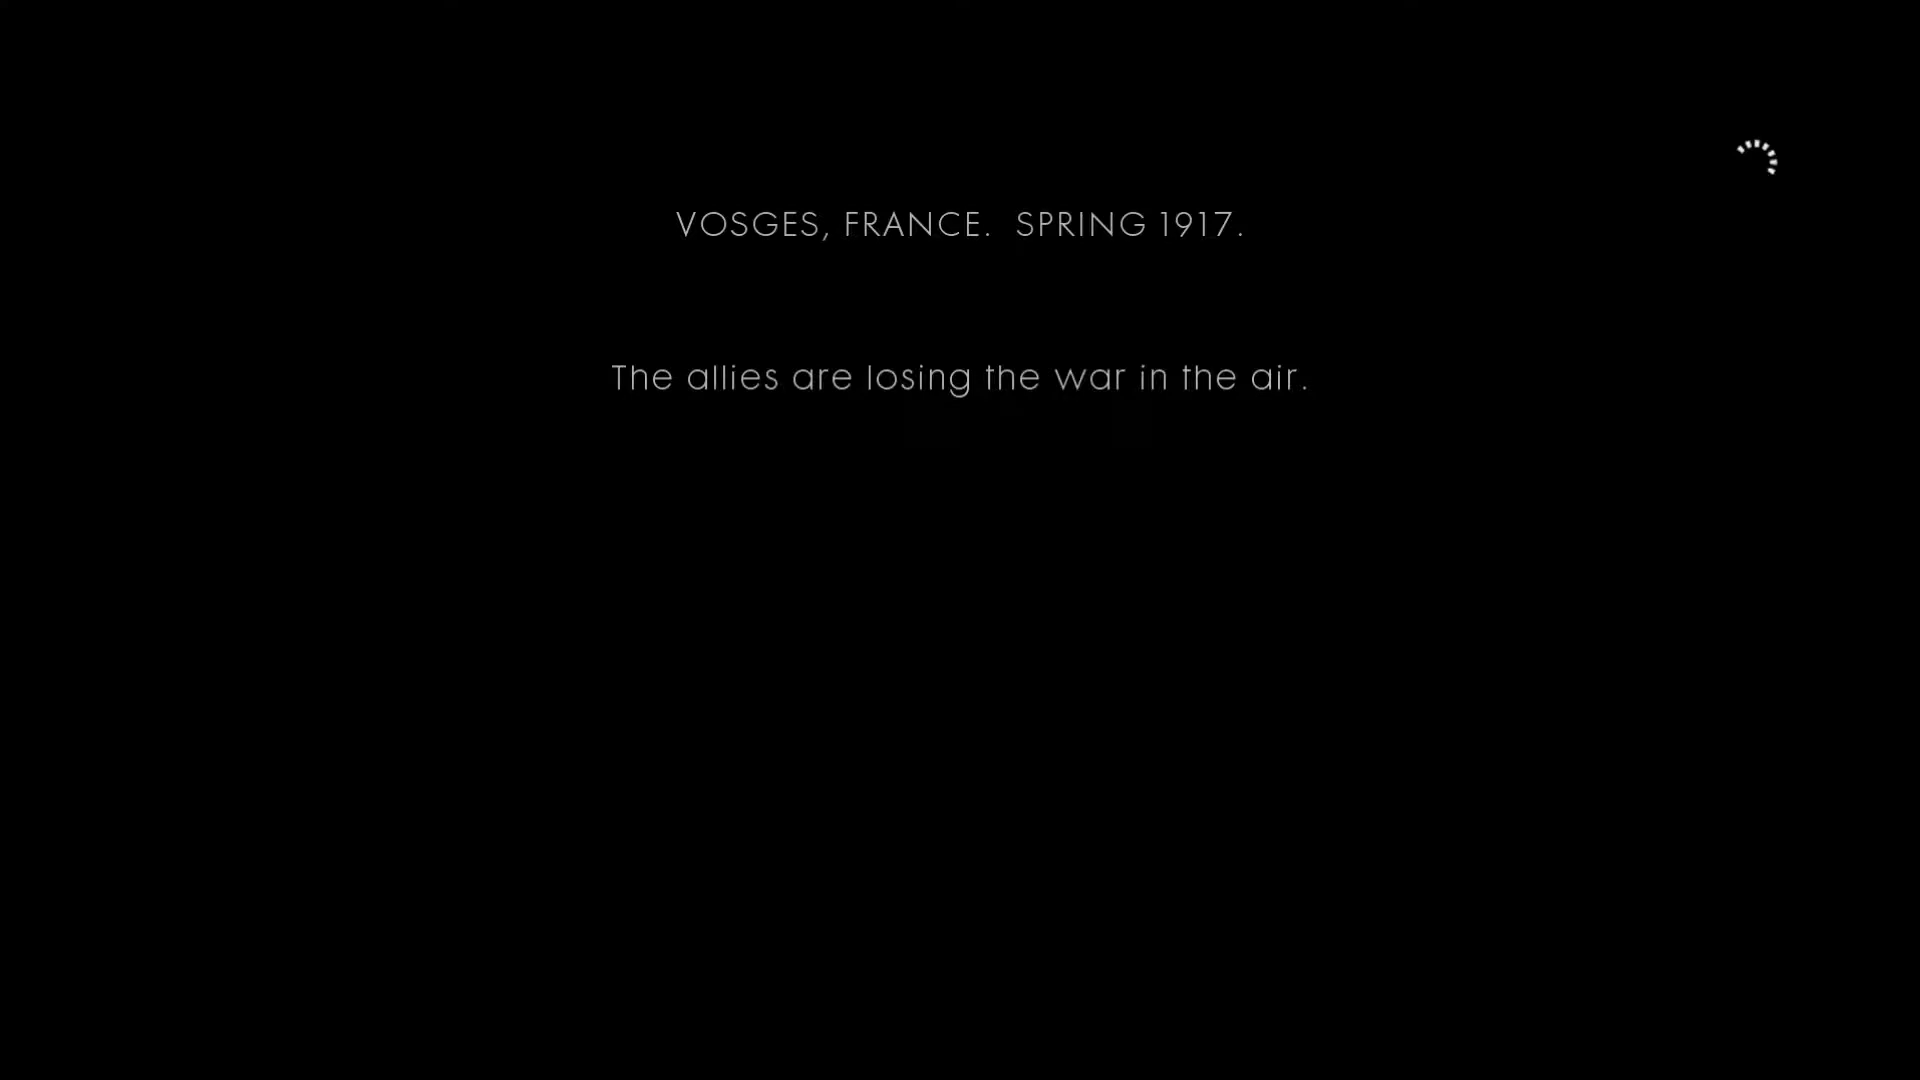 VOSGES, FRANCE.  SPRING 1917.
The allies are losing the war in the air.